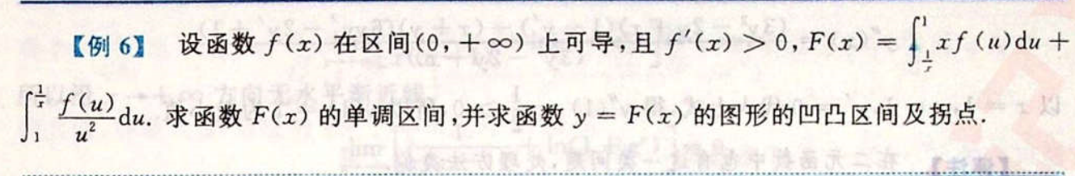 【例6】 设函数 f(x) 在区间(0,+∞) 上可导,且 f′(x) > 0, F(x) = ∫_{1/x}^{1} xf(u)du +
∫_{1}^{1/x} f(u)/u² du. 求函数 F(x) 的单调区间,并求函数 y = F(x) 的图形的凹凸区间及拐点.